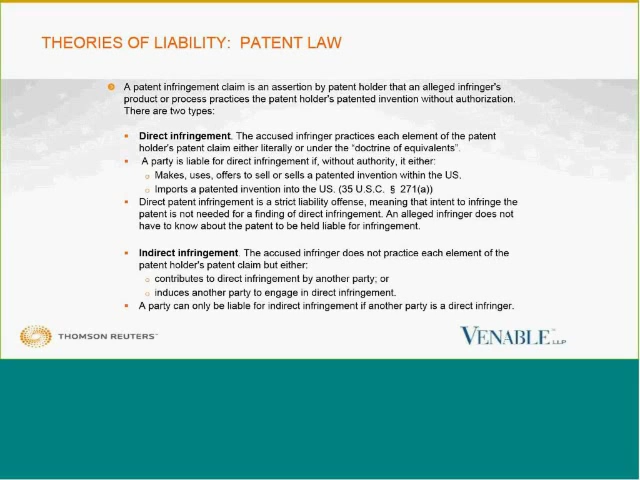 THEORIES OF LIABILITY: PATENT LAW
A patent infringement claim is an assertion by patent holder that an alleged infringer's
product or process practices the patent holder's patented invention without authorization.
There are two types:
Direct infringement. The accused infringer practices each element of the patent
holder's patent claim either literally or under the "doctrine of equivalents".
A party is liable for direct infringement if, without authority, it either:
Makes, uses, offers to sell or sells a patented invention within the US.
Imports a patented invention into the US. (35 U.S.C. § 271(a))
Direct patent infringement is a strict liability offense, meaning that intent to infringe the
patent is not needed for a finding of direct infringement. An alleged infringer does not
have to know about the patent to be held liable for infringement.
Indirect infringement. The accused infringer does not practice each element of the
patent holder's patent claim but either:
contributes to direct infringement by another party; or
induces another party to engage in direct infringement.
A party can only be liable for indirect infringement if another party is a direct infringer.
THOMSON REUTERS™
VENABLE LLP